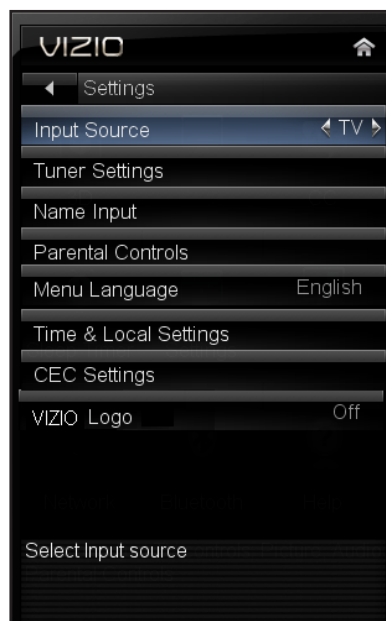 VIZIO
Settings
Input Source TV
Tuner Settings
Name Input
Parental Controls
Menu Language English
Time & Local Settings
CEC Settings
VIZIO Logo Off
Select Input source